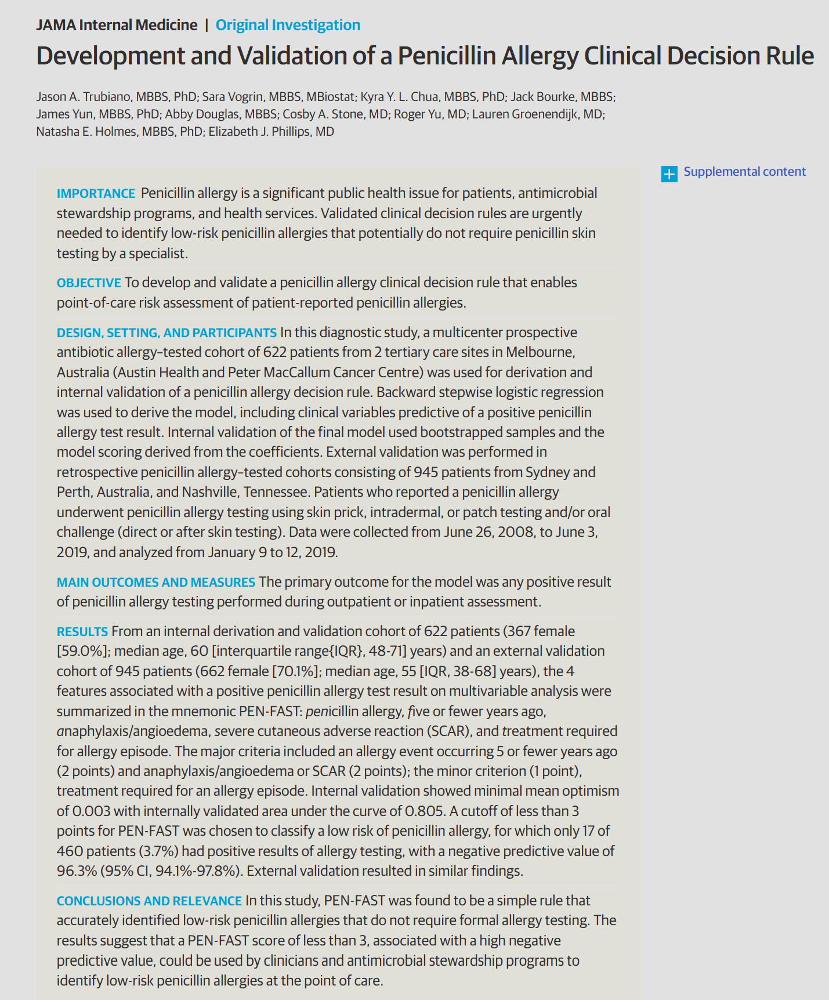 JAMA Internal Medicine | Original Investigation
Development and Validation of a Penicillin Allergy Clinical Decision Rule
Jason A. Trubiano, MBBS, PhD; Sara Vogrin, MBBS, MBiostat; Kyra Y. L. Chua, MBBS, PhD; Jack Bourke, MBBS;
James Yun, MBBS, PhD; Abby Douglas, MBBS; Cosby A. Stone, MD; Roger Yu, MD; Lauren Groenendijk, MD;
Natasha E. Holmes, MBBS, PhD; Elizabeth J. Phillips, MD
Supplemental content
IMPORTANCE Penicillin allergy is a significant public health issue for patients, antimicrobial
stewardship programs, and health services. Validated clinical decision rules are urgently
needed to identify low-risk penicillin allergies that potentially do not require penicillin skin
testing by a specialist.
OBJECTIVE To develop and validate a penicillin allergy clinical decision rule that enables
point-of-care risk assessment of patient-reported penicillin allergies.
DESIGN, SETTING, AND PARTICIPANTS In this diagnostic study, a multicenter prospective
antibiotic allergy–tested cohort of 622 patients from 2 tertiary care sites in Melbourne,
Australia (Austin Health and Peter MacCallum Cancer Centre) was used for derivation and
internal validation of a penicillin allergy decision rule. Backward stepwise logistic regression
was used to derive the model, including clinical variables predictive of a positive penicillin
allergy test result. Internal validation of the final model used bootstrapped samples and the
model scoring derived from the coefficients. External validation was performed in
retrospective penicillin allergy–tested cohorts consisting of 945 patients from Sydney and
Perth, Australia, and Nashville, Tennessee. Patients who reported a penicillin allergy
underwent penicillin allergy testing using skin prick, intradermal, or patch testing and/or oral
challenge (direct or after skin testing). Data were collected from June 26, 2008, to June 3,
2019, and analyzed from January 9 to 12, 2019.
MAIN OUTCOMES AND MEASURES The primary outcome for the model was any positive result
of penicillin allergy testing performed during outpatient or inpatient assessment.
RESULTS From an internal derivation and validation cohort of 622 patients (367 female
[59.0%]; median age, 60 [interquartile range{IQR}, 48-71] years) and an external validation
cohort of 945 patients (662 female [70.1%]; median age, 55 [IQR, 38-68] years), the 4
features associated with a positive penicillin allergy test result on multivariable analysis were
summarized in the mnemonic PEN-FAST: penicillin allergy, five or fewer years ago,
anaphylaxis/angioedema, severe cutaneous adverse reaction (SCAR), and treatment required
for allergy episode. The major criteria included an allergy event occurring 5 or fewer years ago
(2 points) and anaphylaxis/angioedema or SCAR (2 points); the minor criterion (1 point),
treatment required for an allergy episode. Internal validation showed minimal mean optimism
of 0.003 with internally validated area under the curve of 0.805. A cutoff of less than 3
points for PEN-FAST was chosen to classify a low risk of penicillin allergy, for which only 17 of
460 patients (3.7%) had positive results of allergy testing, with a negative predictive value of
96.3% (95% CI, 94.1%-97.8%). External validation resulted in similar findings.
CONCLUSIONS AND RELEVANCE In this study, PEN-FAST was found to be a simple rule that
accurately identified low-risk penicillin allergies that do not require formal allergy testing. The
results suggest that a PEN-FAST score of less than 3, associated with a high negative
predictive value, could be used by clinicians and antimicrobial stewardship programs to
identify low-risk penicillin allergies at the point of care.